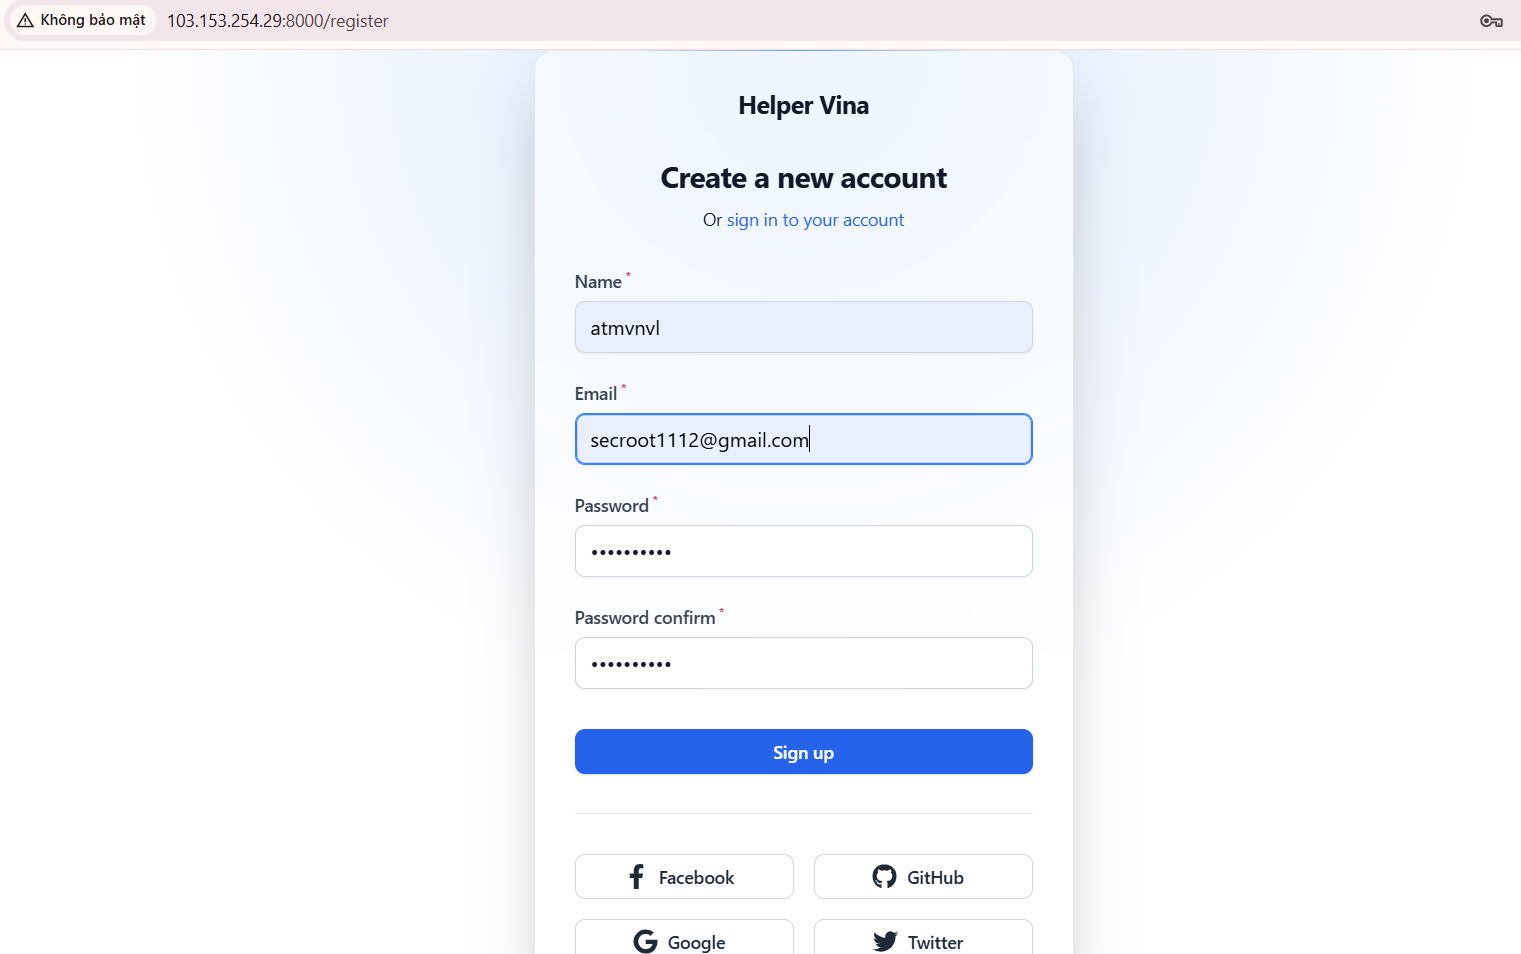 Không bảo mật 103.153.254.29:8000/register
Helper Vina
Create a new account
Or sign in to your account
Name *
atmvnvl
Email *
secroot1112@gmail.com
Password *
••••••••••
Password confirm *
••••••••••
Sign up
Facebook GitHub
Google Twitter